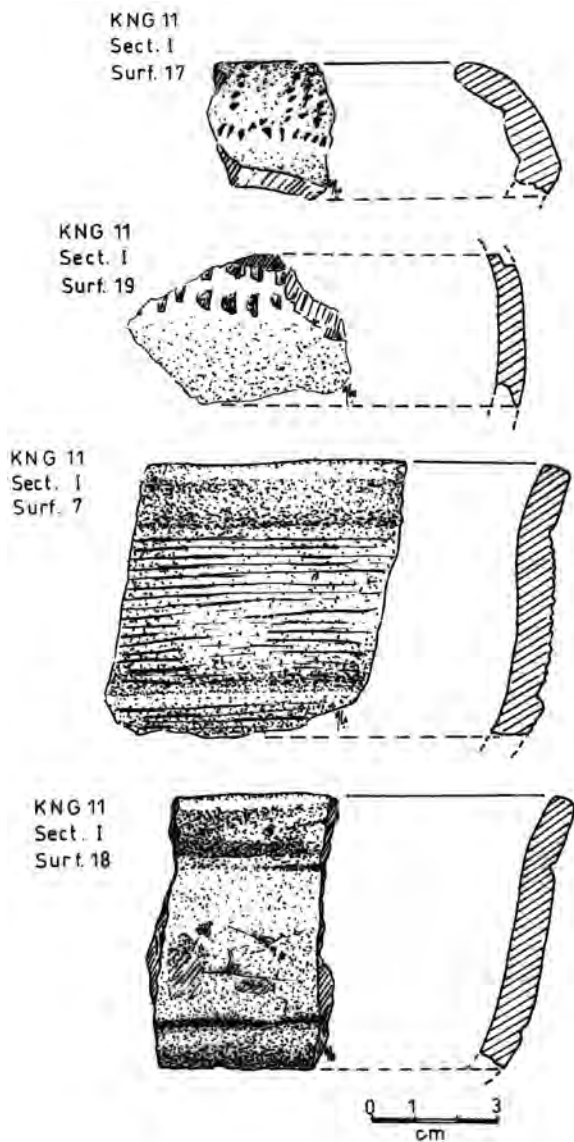 KNG 11
Sect. I
Surf. 17
KNG 11
Sect. I
Surf. 19
KNG 11
Sect. I
Surf. 7
KNG 11
Sect. I
Surf. 18
0 1 3
cm